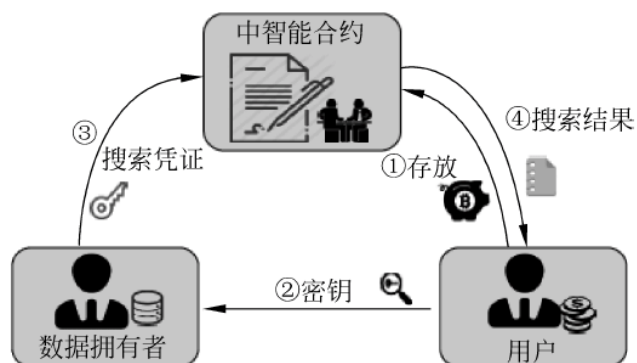 中智能合约
③
搜索凭证
①存放
④搜索结果
②密钥
数据拥有者
用户